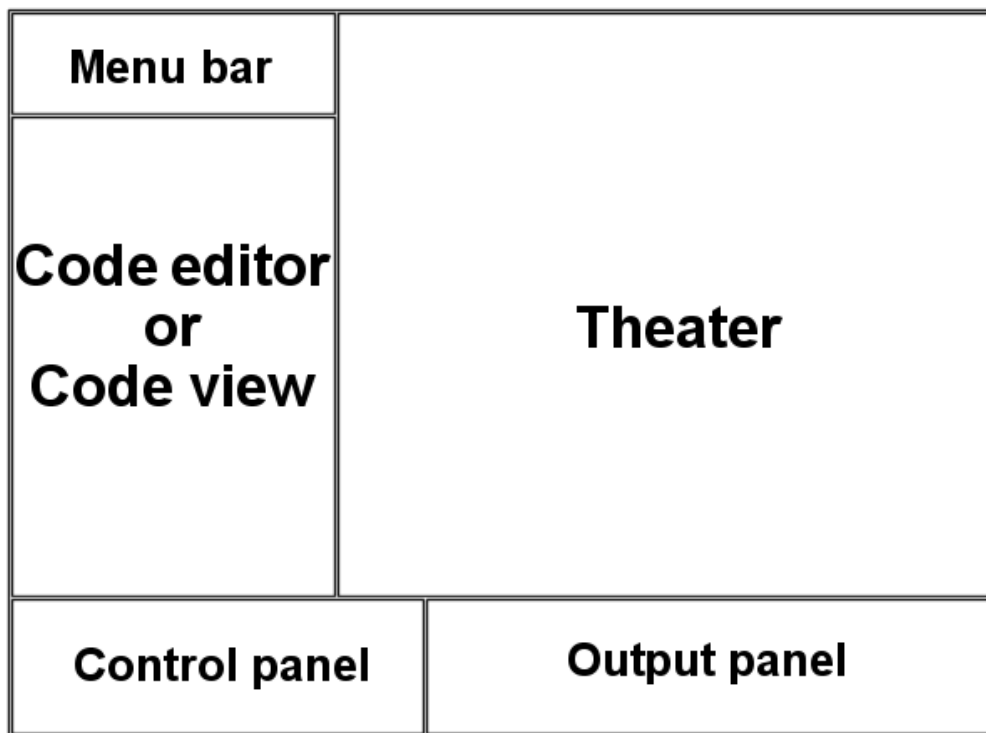 Menu bar
Code editor
or
Code view
Theater
Control panel
Output panel